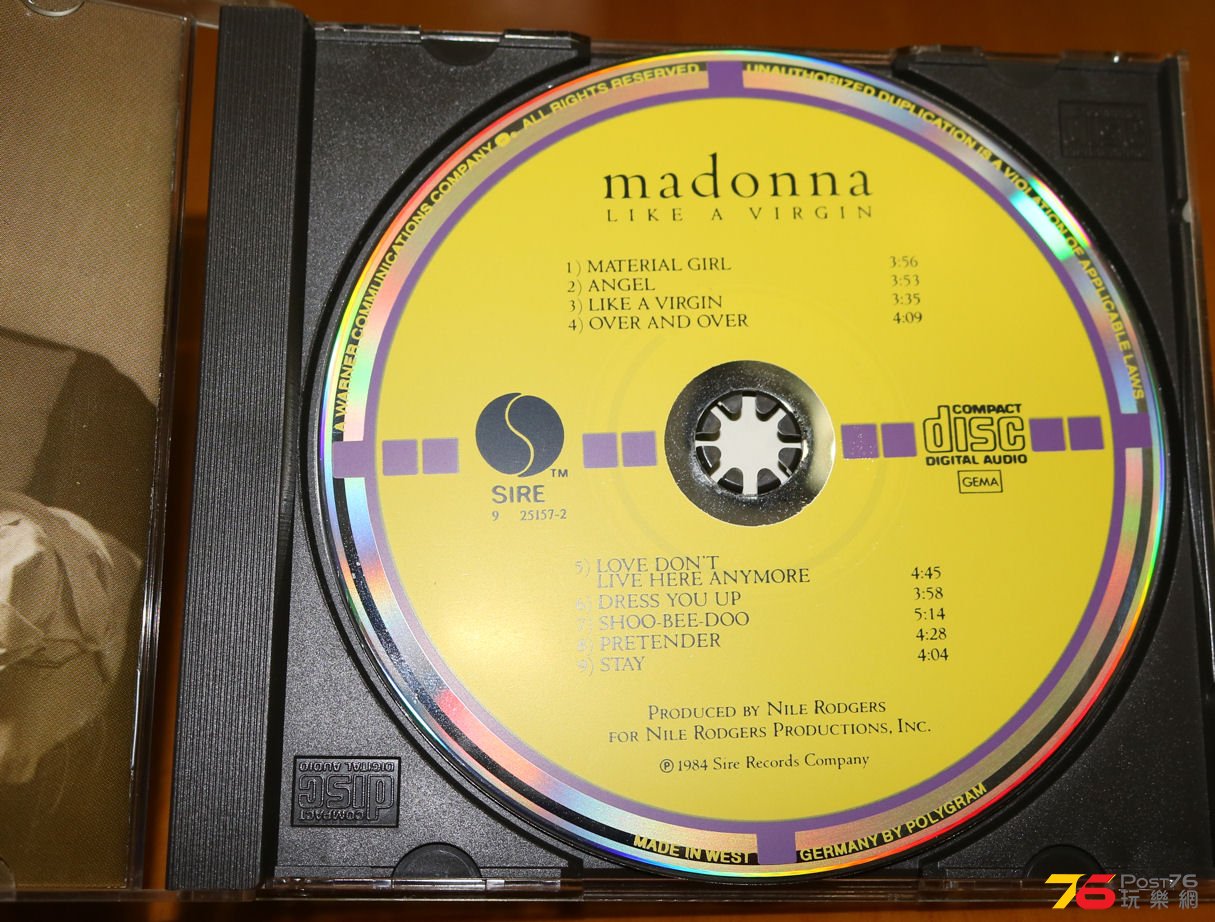 A WARNER COMMUNICATIONS COMPANY ALL RIGHTS RESERVED
UNAUTHORIZED DUPLICATION IS A VIOLATION OF APPLICABLE LAWS
madonna
LIKE A VIRGIN
1) MATERIAL GIRL 3:56
2) ANGEL 3:53
3) LIKE A VIRGIN 3:35
4) OVER AND OVER 4:09
SIRE TM
9 25157-2
COMPACT
disc
DIGITAL AUDIO
GEMA
5) LOVE DON'T
LIVE HERE ANYMORE 4:45
6) DRESS YOU UP 3:58
7) SHOO-BEE-DOO 5:14
8) PRETENDER 4:28
9) STAY 4:04
PRODUCED BY NILE RODGERS
FOR NILE RODGERS PRODUCTIONS, INC.
℗ 1984 Sire Records Company
MADE IN WEST GERMANY BY POLYGRAM
COMPACT
disc
DIGITAL AUDIO
76 POST76
玩樂網